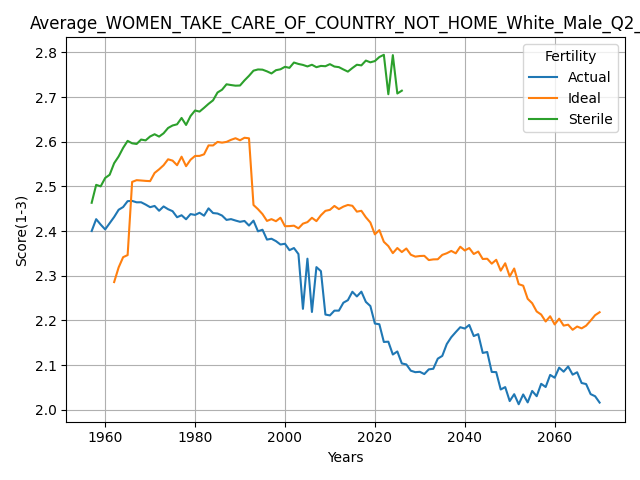 Average_WOMEN_TAKE_CARE_OF_COUNTRY_NOT_HOME_White_Male_Q2_
Fertility
Actual
Ideal
Sterile
Score(1-3)
2.8
2.7
2.6
2.5
2.4
2.3
2.2
2.1
2.0
1960 1980 2000 2020 2040 2060
Years